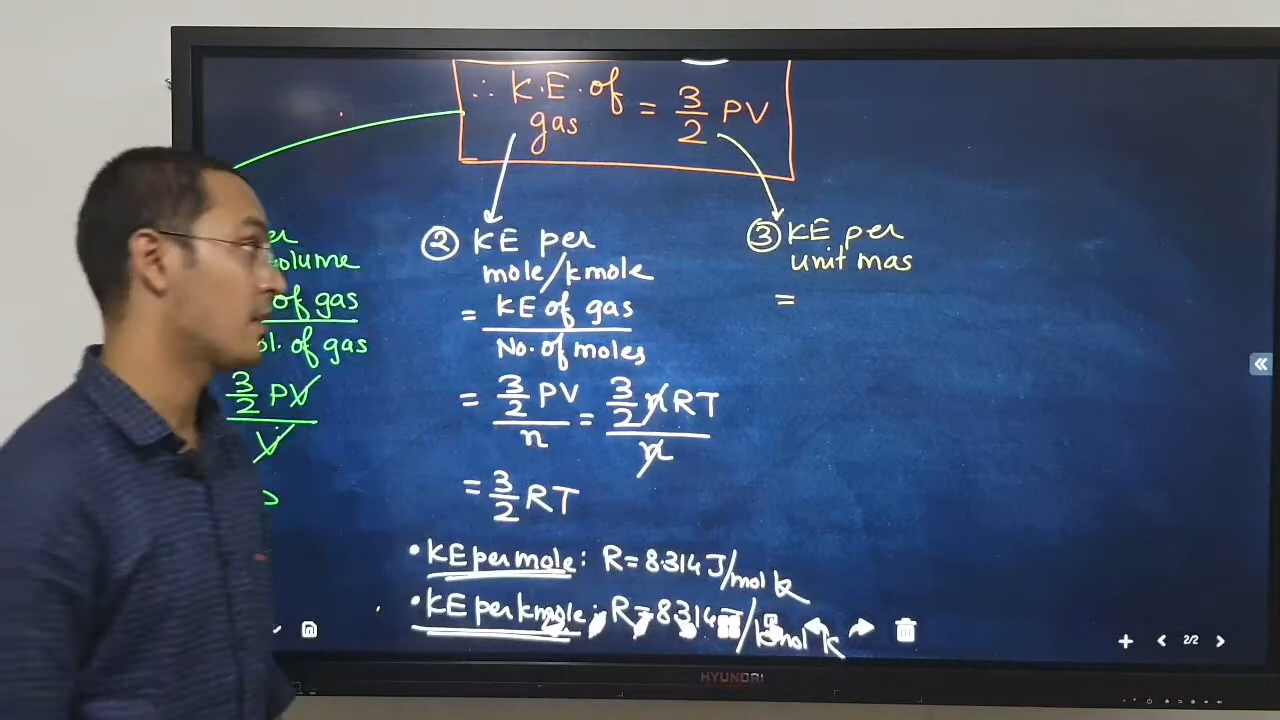 ∴ K.E. of gas = 3/2 PV
er
volume
of gas
ol. of gas
3/2 PV
V
② KE per
mole/kmole
= KE of gas
No. of moles
= 3/2 PV / n = 3/2 nRT / n
= 3/2 RT
• KE per mole: R = 8.314 J/mol k
• KE per kmole: R = 8314 J/kmol k
③ KE per
unit mas
=
2/2
HYUNDAI